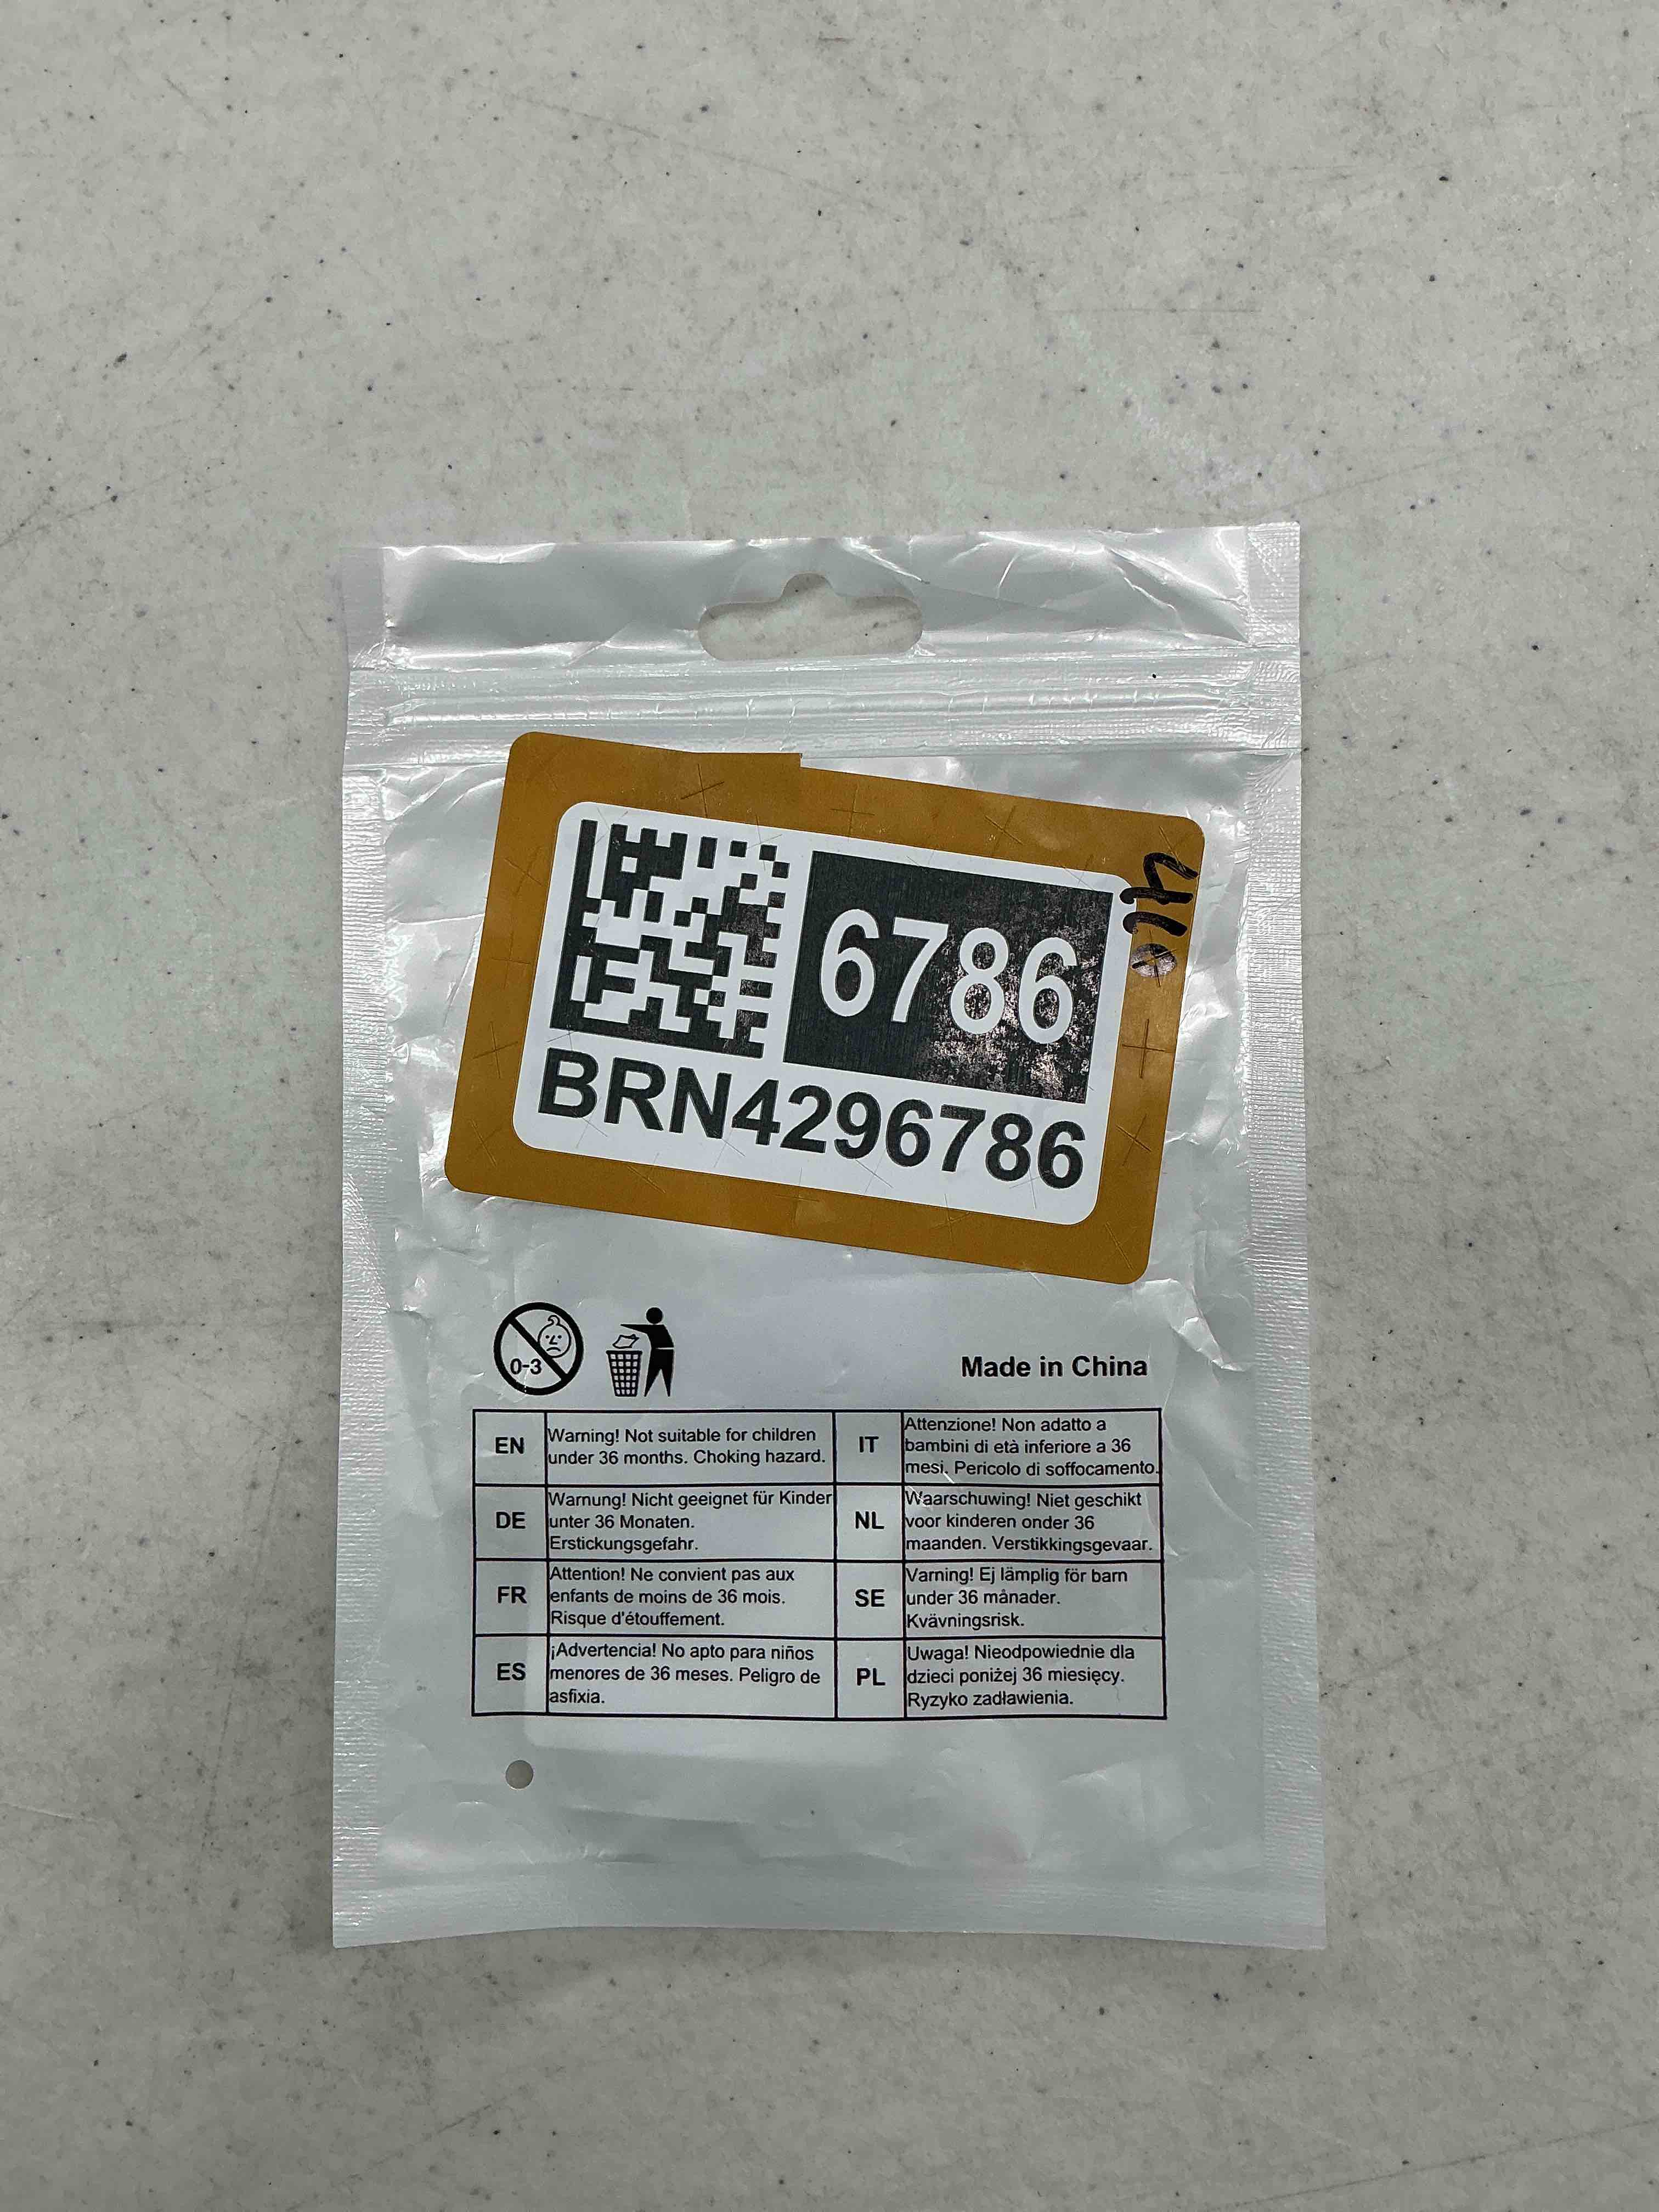 410
6786
BRN4296786
0-3
Made in China
EN
Warning! Not suitable for children
under 36 months. Choking hazard.
IT
Attenzione! Non adatto a
bambini di età inferiore a 36
mesi. Pericolo di soffocamento.
DE
Warnung! Nicht geeignet für Kinder
unter 36 Monaten.
Erstickungsgefahr.
NL
Waarschuwing! Niet geschikt
voor kinderen onder 36
maanden. Verstikkingsgevaar.
FR
Attention! Ne convient pas aux
enfants de moins de 36 mois.
Risque d'étouffement.
SE
Varning! Ej lämplig för barn
under 36 månader.
Kvävningsrisk.
ES
¡Advertencia! No apto para niños
menores de 36 meses. Peligro de
asfixia.
PL
Uwaga! Nieodpowiednie dla
dzieci poniżej 36 miesięcy.
Ryzyko zadławienia.